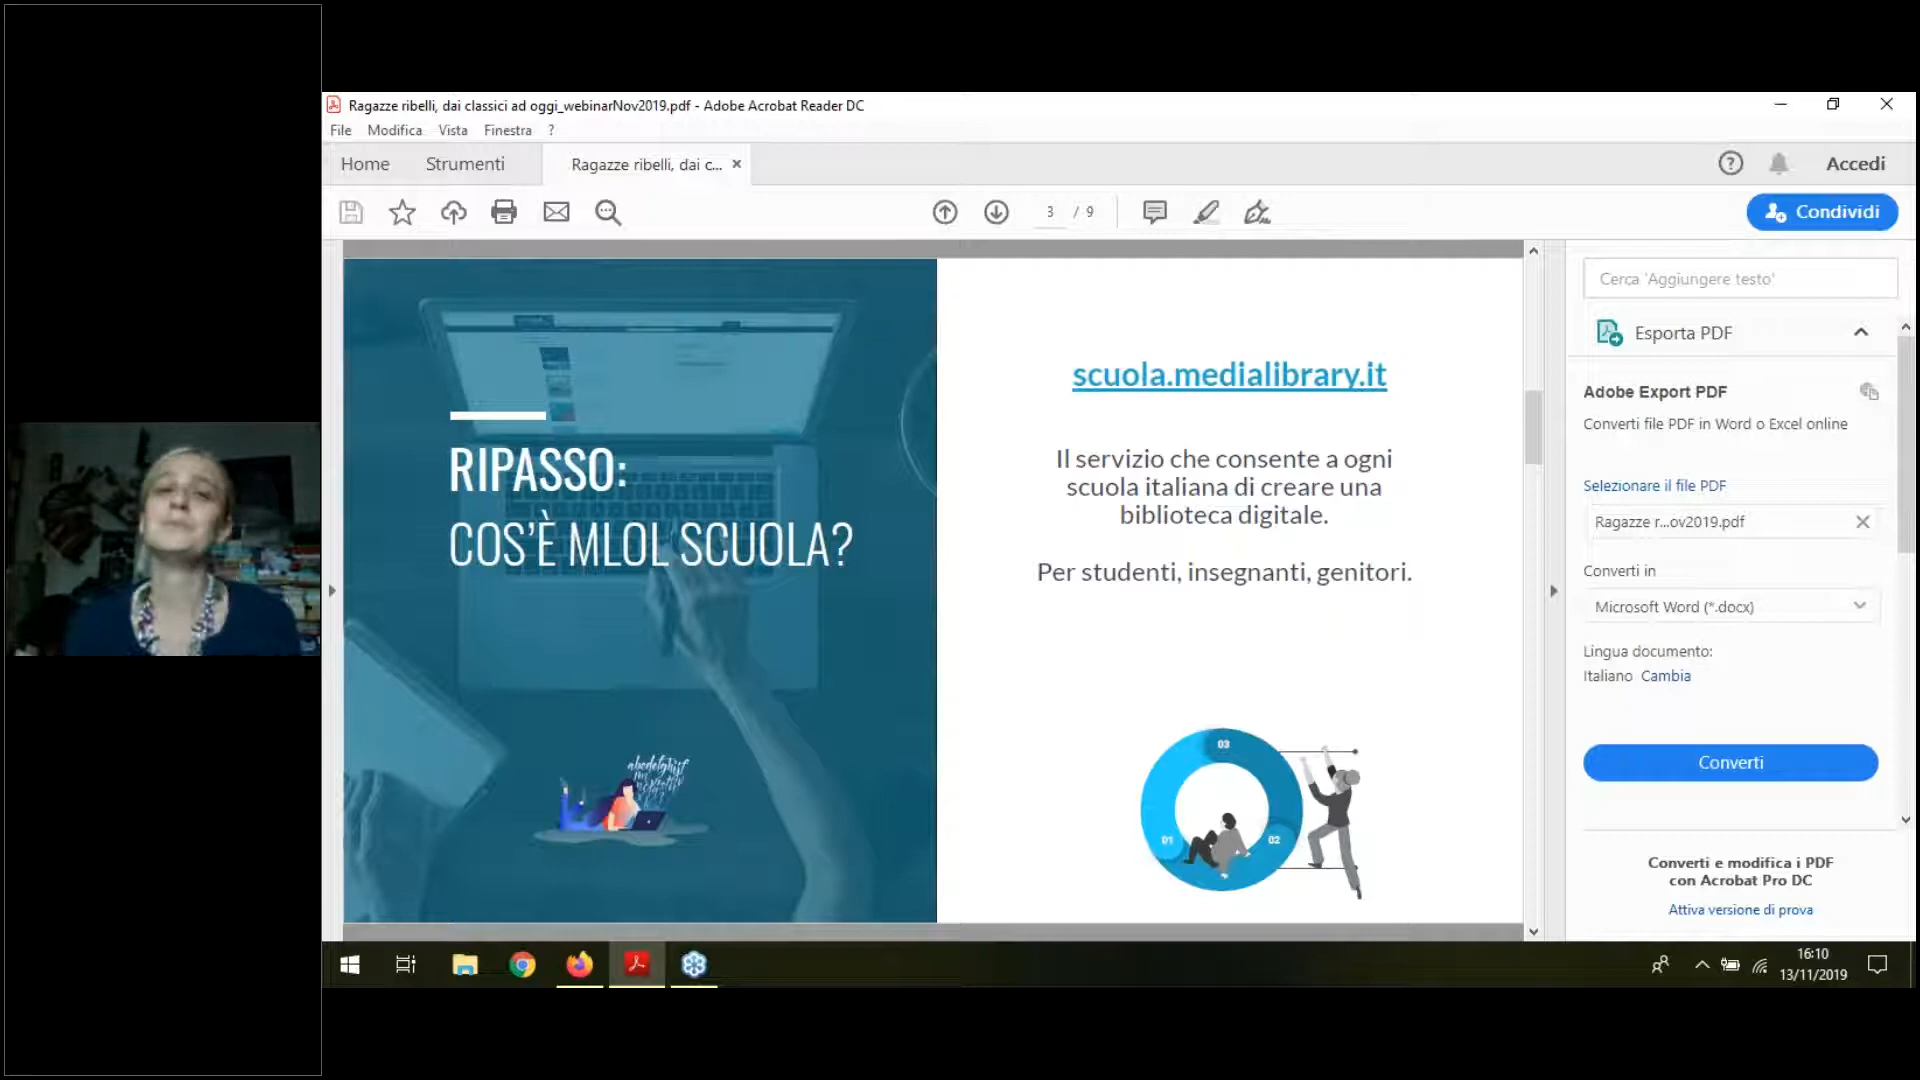 Ragazze ribelli, dai classici ad oggi_webinarNov2019.pdf - Adobe Acrobat Reader DC
File Modifica Vista Finestra ?
Home Strumenti Ragazze ribelli, dai c... Accedi
3 / 9 Condividi
RIPASSO:
COS'È MLOL SCUOLA?
scuola.medialibrary.it
Il servizio che consente a ogni
scuola italiana di creare una
biblioteca digitale.
Per studenti, insegnanti, genitori.
03
01
02
Cerca 'Aggiungere testo'
Esporta PDF
Adobe Export PDF
Converti file PDF in Word o Excel online
Selezionare il file PDF
Ragazze r...ov2019.pdf
Converti in
Microsoft Word (*.docx)
Lingua documento:
Italiano Cambia
Converti
Converti e modifica i PDF
con Acrobat Pro DC
Attiva versione di prova
16:10
13/11/2019